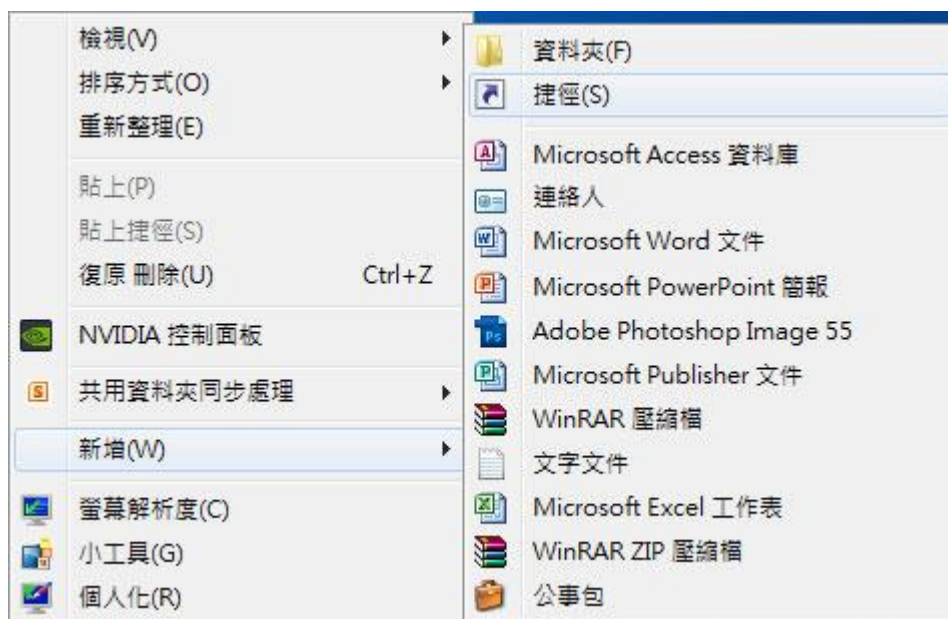 檢視(V)
排序方式(O)
重新整理(E)
貼上(P)
貼上捷徑(S)
復原 刪除(U) Ctrl+Z
NVIDIA 控制面板
共用資料夾同步處理
新增(W)
螢幕解析度(C)
小工具(G)
個人化(R)
資料夾(F)
捷徑(S)
Microsoft Access 資料庫
連絡人
Microsoft Word 文件
Microsoft PowerPoint 簡報
Adobe Photoshop Image 55
Microsoft Publisher 文件
WinRAR 壓縮檔
文字文件
Microsoft Excel 工作表
WinRAR ZIP 壓縮檔
公事包